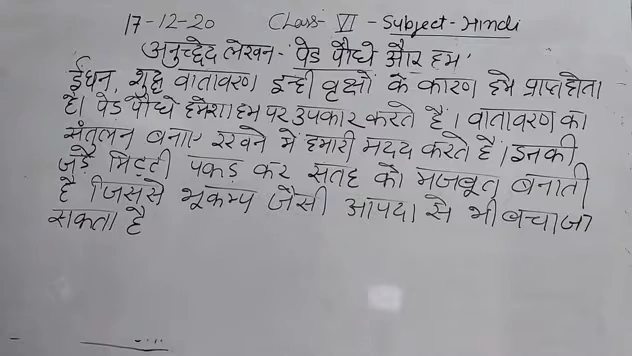 17-12-20 Class- VI - Subject - Hindi
अनुच्छेद लेखन - 'पेड पौधे और हम'
ईंधन, शुद्ध वातावरण इन्ही वृक्षों के कारण हमे प्राप्त होता
है। पेड पौधे हमेशा हम पर उपकार करते हैं। वातावरण का
संतुलन बनाए रखने में हमारी मदद करते है। इनकी
जड़े मिट्टी पकड़ कर सतह को मजबूत बनाती
है जिससे भूकम्प जैसी आपदा से भी बचा जा
सकता है